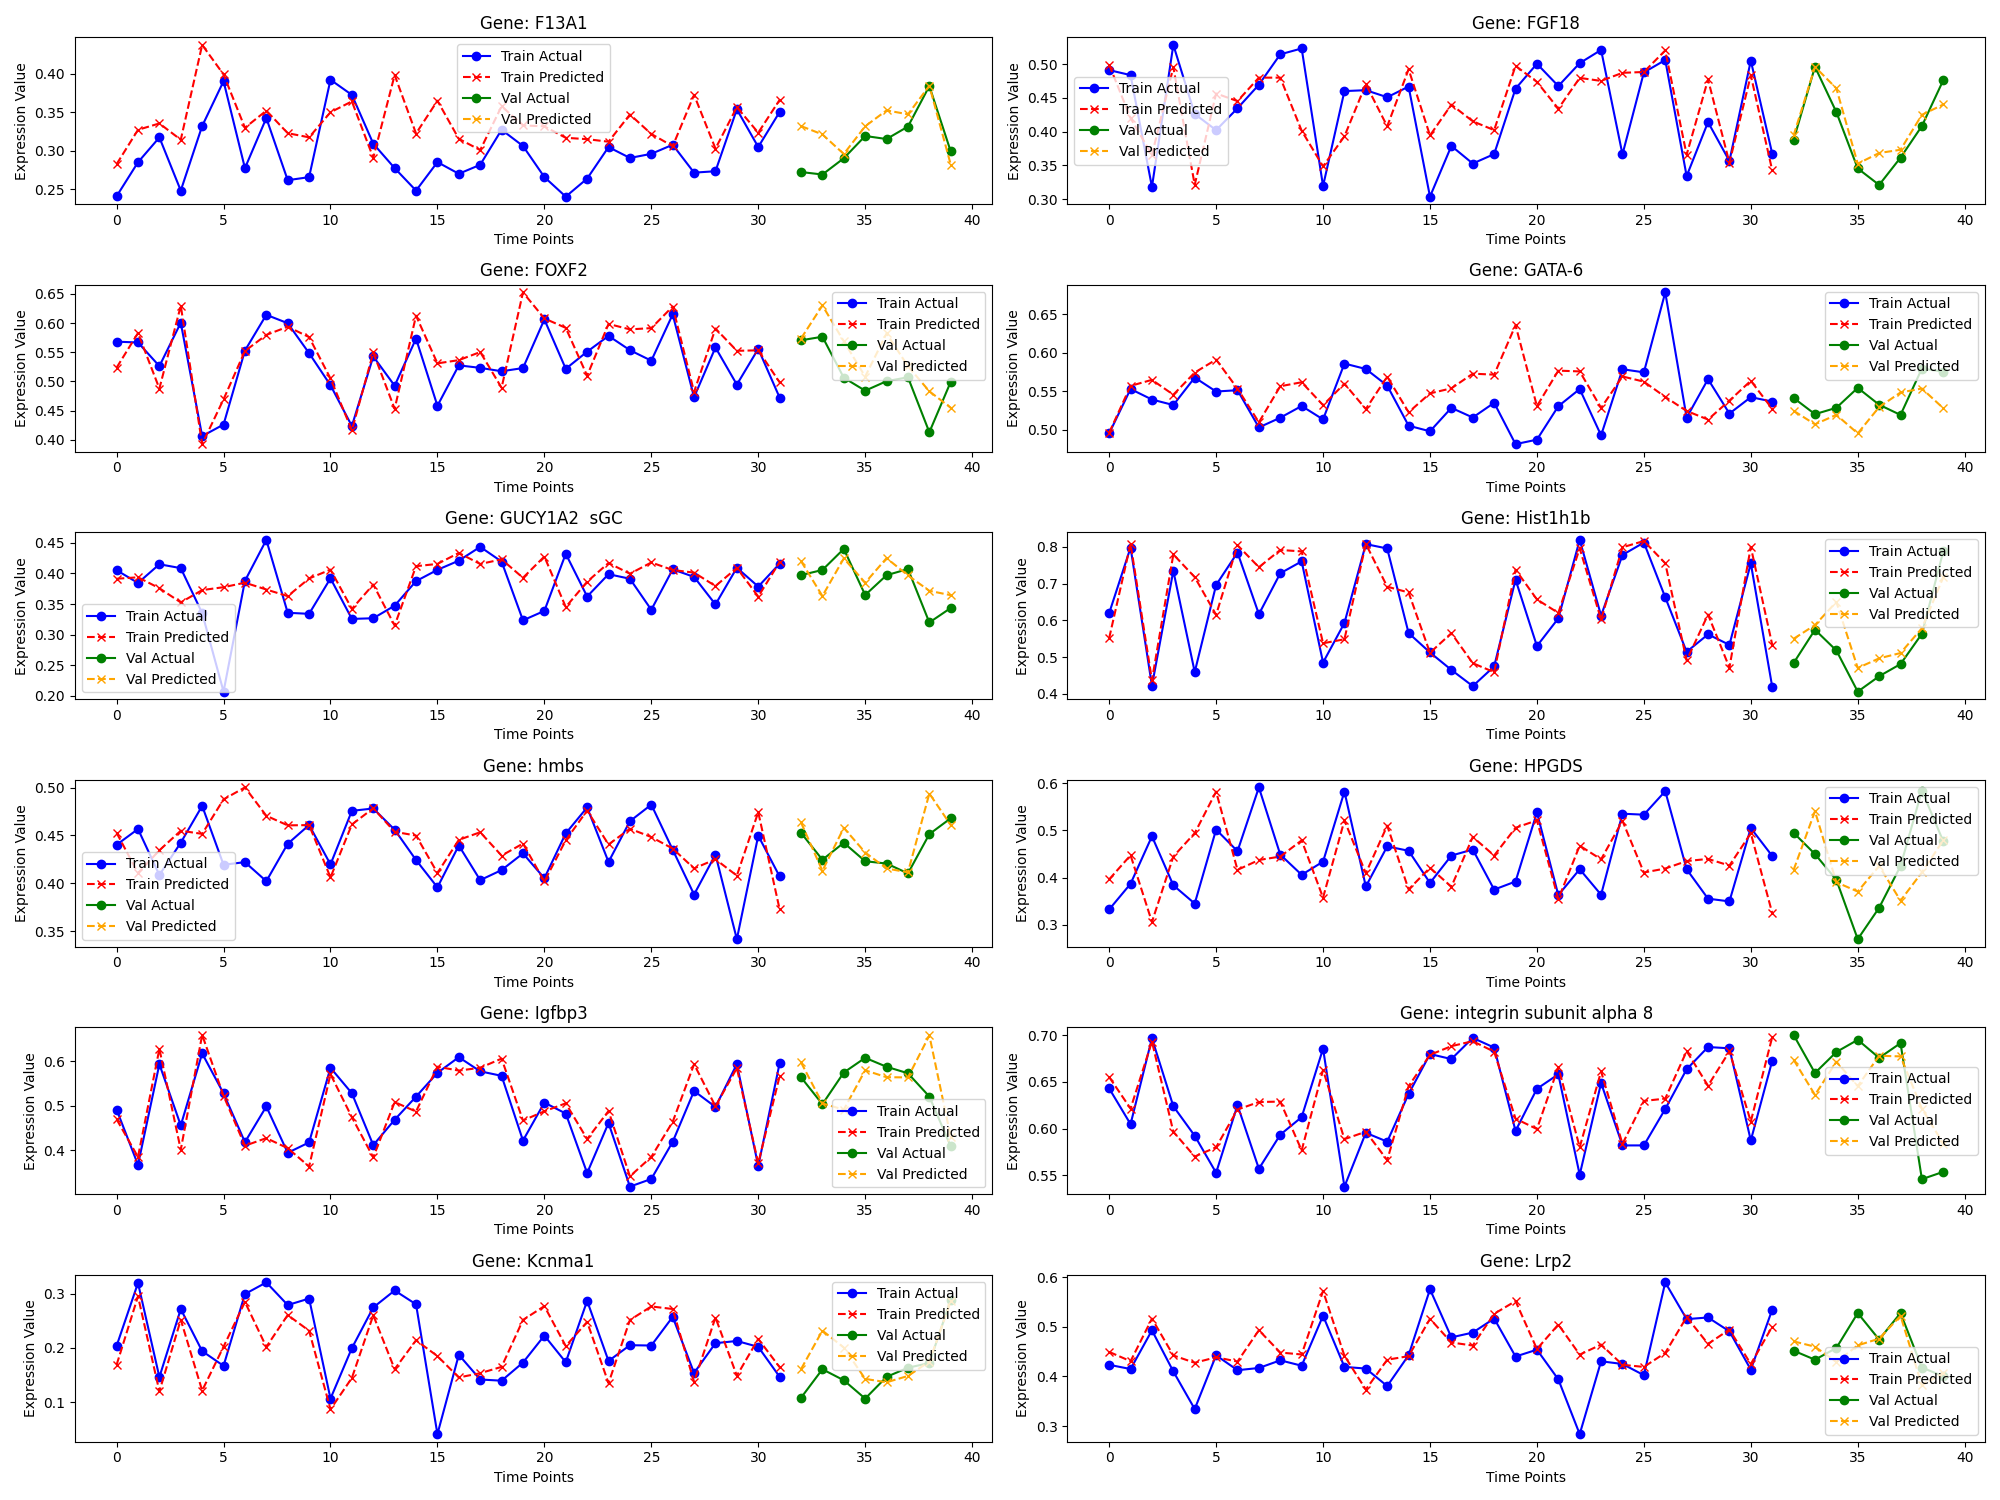 Gene: F13A1
Expression Value
0.40
0.35
0.30
0.25
Train Actual
Train Predicted
Val Actual
Val Predicted
0 5 10 15 20 25 30 35 40
Time Points
Gene: FGF18
Expression Value
0.50
0.45
0.40
0.35
0.30
Train Actual
Train Predicted
Val Actual
Val Predicted
0 5 10 15 20 25 30 35 40
Time Points
Gene: FOXF2
Expression Value
0.65
0.60
0.55
0.50
0.45
0.40
Train Actual
Train Predicted
Val Actual
Val Predicted
0 5 10 15 20 25 30 35 40
Time Points
Gene: GATA-6
Expression Value
0.65
0.60
0.55
0.50
Train Actual
Train Predicted
Val Actual
Val Predicted
0 5 10 15 20 25 30 35 40
Time Points
Gene: GUCY1A2  sGC
Expression Value
0.45
0.40
0.35
0.30
0.25
0.20
Train Actual
Train Predicted
Val Actual
Val Predicted
0 5 10 15 20 25 30 35 40
Time Points
Gene: Hist1h1b
Expression Value
0.8
0.7
0.6
0.5
0.4
Train Actual
Train Predicted
Val Actual
Val Predicted
0 5 10 15 20 25 30 35 40
Time Points
Gene: hmbs
Expression Value
0.50
0.45
0.40
0.35
Train Actual
Train Predicted
Val Actual
Val Predicted
0 5 10 15 20 25 30 35 40
Time Points
Gene: HPGDS
Expression Value
0.6
0.5
0.4
0.3
Train Actual
Train Predicted
Val Actual
Val Predicted
0 5 10 15 20 25 30 35 40
Time Points
Gene: Igfbp3
Expression Value
0.6
0.5
0.4
Train Actual
Train Predicted
Val Actual
Val Predicted
0 5 10 15 20 25 30 35 40
Time Points
Gene: integrin subunit alpha 8
Expression Value
0.70
0.65
0.60
0.55
Train Actual
Train Predicted
Val Actual
Val Predicted
0 5 10 15 20 25 30 35 40
Time Points
Gene: Kcnma1
Expression Value
0.3
0.2
0.1
Train Actual
Train Predicted
Val Actual
Val Predicted
0 5 10 15 20 25 30 35 40
Time Points
Gene: Lrp2
Expression Value
0.6
0.5
0.4
0.3
Train Actual
Train Predicted
Val Actual
Val Predicted
0 5 10 15 20 25 30 35 40
Time Points